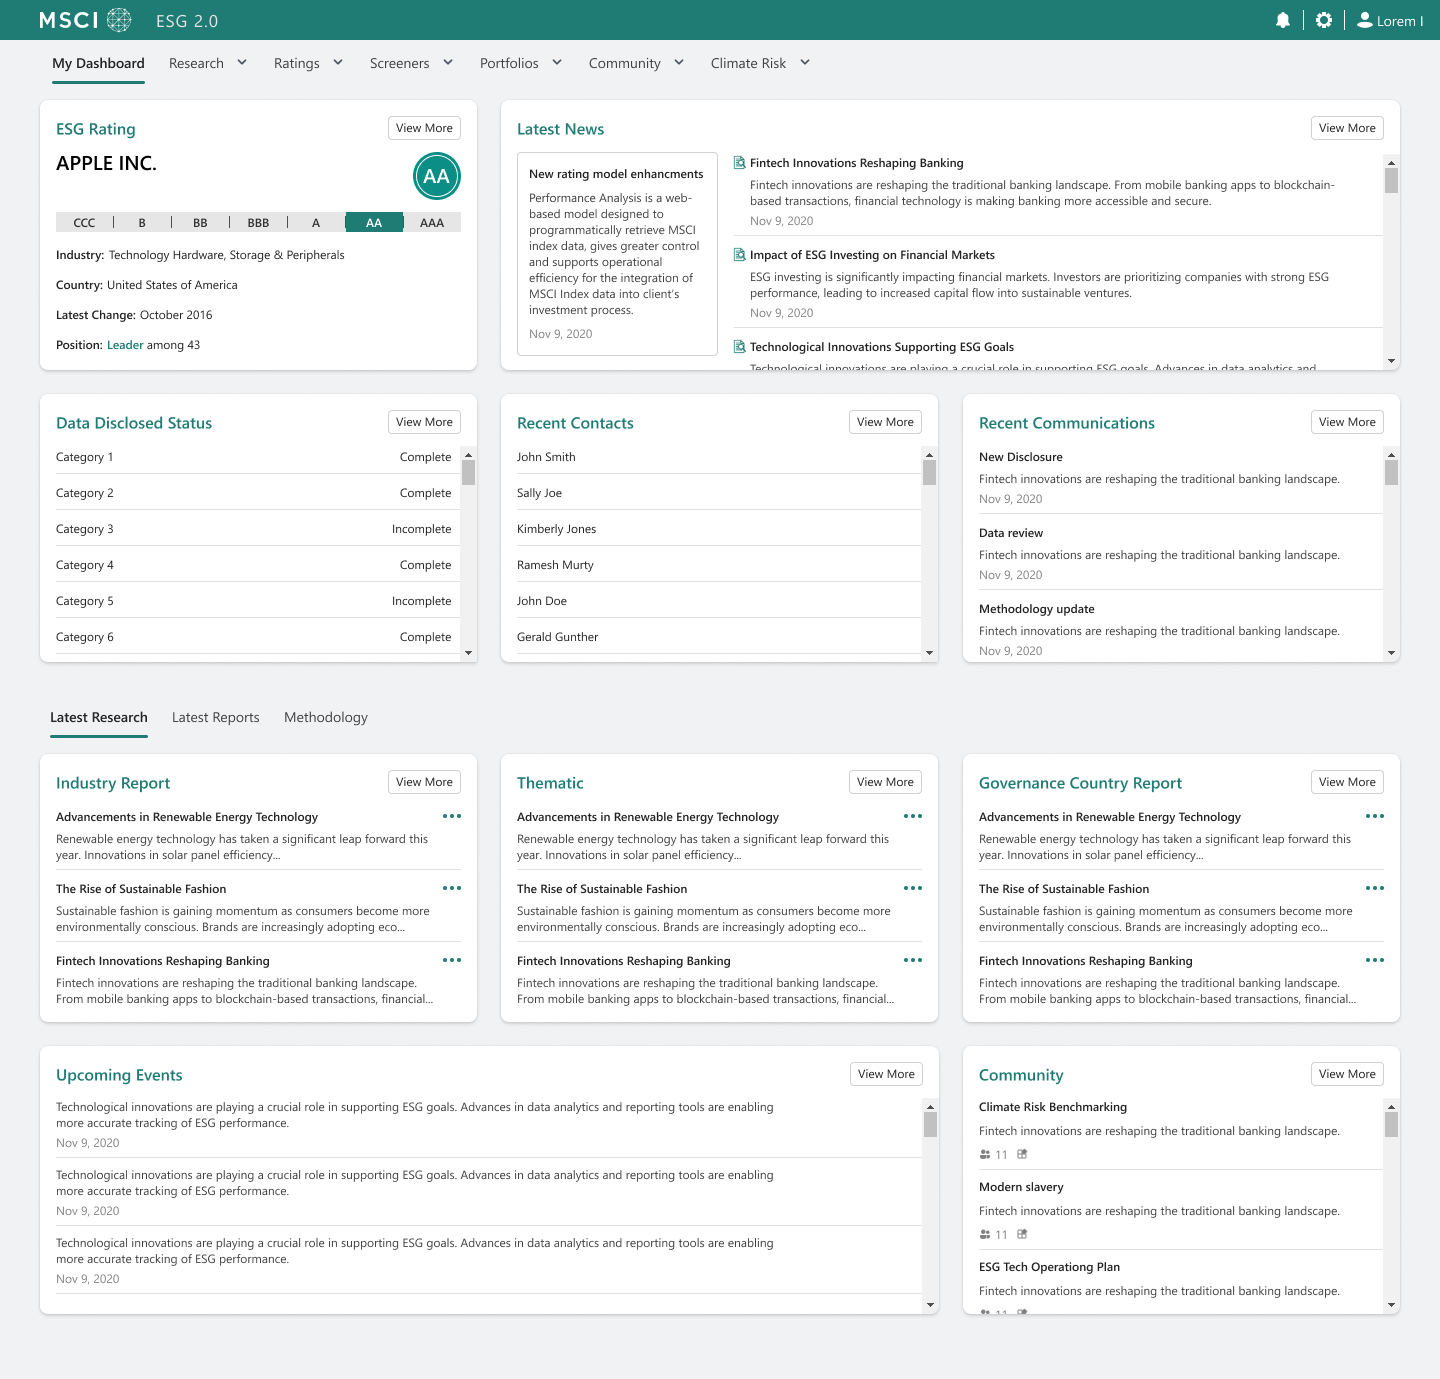 MSCI ESG 2.0
Lorem I
My Dashboard Research Ratings Screeners Portfolios Community Climate Risk
ESG Rating View More
APPLE INC.
AA
CCC B BB BBB A AA AAA
Industry: Technology Hardware, Storage & Peripherals
Country: United States of America
Latest Change: October 2016
Position: Leader among 43
Latest News View More
New rating model enhancments
Performance Analysis is a web-
based model designed to
programmatically retrieve MSCI
index data, gives greater control
and supports operational
efficiency for the integration of
MSCI Index data into client's
investment process.
Nov 9, 2020
Fintech Innovations Reshaping Banking
Fintech innovations are reshaping the traditional banking landscape. From mobile banking apps to blockchain-
based transactions, financial technology is making banking more accessible and secure.
Nov 9, 2020
Impact of ESG Investing on Financial Markets
ESG investing is significantly impacting financial markets. Investors are prioritizing companies with strong ESG
performance, leading to increased capital flow into sustainable ventures.
Nov 9, 2020
Technological Innovations Supporting ESG Goals
Technological innovations are playing a crucial role in supporting ESG goals. Advances in data analytics and
Data Disclosed Status View More
Category 1 Complete
Category 2 Complete
Category 3 Incomplete
Category 4 Complete
Category 5 Incomplete
Category 6 Complete
Recent Contacts View More
John Smith
Sally Joe
Kimberly Jones
Ramesh Murty
John Doe
Gerald Gunther
Recent Communications View More
New Disclosure
Fintech innovations are reshaping the traditional banking landscape.
Nov 9, 2020
Data review
Fintech innovations are reshaping the traditional banking landscape.
Nov 9, 2020
Methodology update
Fintech innovations are reshaping the traditional banking landscape.
Nov 9, 2020
Latest Research Latest Reports Methodology
Industry Report View More
Advancements in Renewable Energy Technology
Renewable energy technology has taken a significant leap forward this
year. Innovations in solar panel efficiency...
The Rise of Sustainable Fashion
Sustainable fashion is gaining momentum as consumers become more
environmentally conscious. Brands are increasingly adopting eco...
Fintech Innovations Reshaping Banking
Fintech innovations are reshaping the traditional banking landscape.
From mobile banking apps to blockchain-based transactions, financial...
Thematic View More
Advancements in Renewable Energy Technology
Renewable energy technology has taken a significant leap forward this
year. Innovations in solar panel efficiency...
The Rise of Sustainable Fashion
Sustainable fashion is gaining momentum as consumers become more
environmentally conscious. Brands are increasingly adopting eco...
Fintech Innovations Reshaping Banking
Fintech innovations are reshaping the traditional banking landscape.
From mobile banking apps to blockchain-based transactions, financial...
Governance Country Report View More
Advancements in Renewable Energy Technology
Renewable energy technology has taken a significant leap forward this
year. Innovations in solar panel efficiency...
The Rise of Sustainable Fashion
Sustainable fashion is gaining momentum as consumers become more
environmentally conscious. Brands are increasingly adopting eco...
Fintech Innovations Reshaping Banking
Fintech innovations are reshaping the traditional banking landscape.
From mobile banking apps to blockchain-based transactions, financial...
Upcoming Events View More
Technological innovations are playing a crucial role in supporting ESG goals. Advances in data analytics and reporting tools are enabling
more accurate tracking of ESG performance.
Nov 9, 2020
Technological innovations are playing a crucial role in supporting ESG goals. Advances in data analytics and reporting tools are enabling
more accurate tracking of ESG performance.
Nov 9, 2020
Technological innovations are playing a crucial role in supporting ESG goals. Advances in data analytics and reporting tools are enabling
more accurate tracking of ESG performance.
Nov 9, 2020
Community View More
Climate Risk Benchmarking
Fintech innovations are reshaping the traditional banking landscape.
11
Modern slavery
Fintech innovations are reshaping the traditional banking landscape.
11
ESG Tech Operationg Plan
Fintech innovations are reshaping the traditional banking landscape.
11